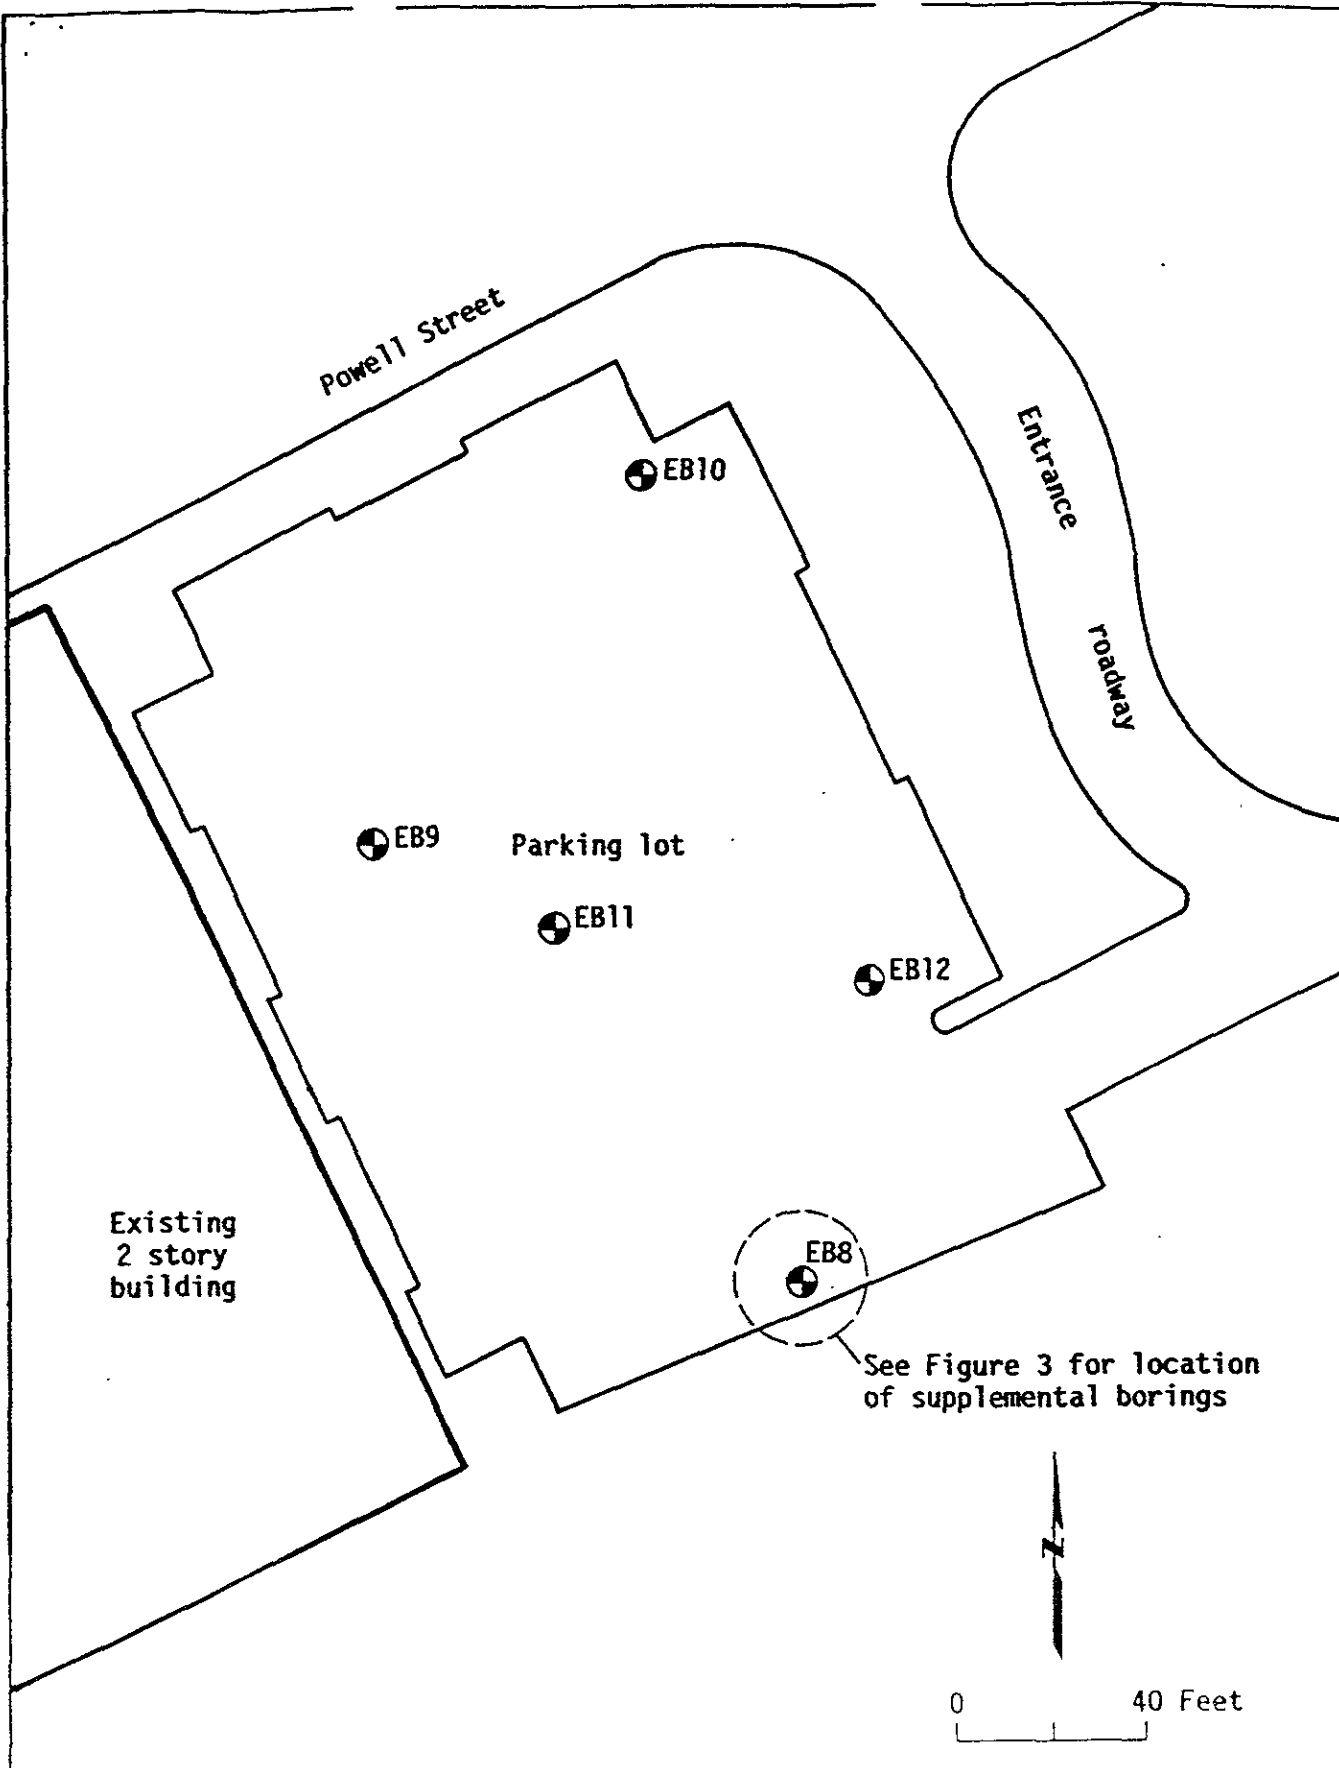 Powell Street
EB10
Entrance
roadway
EB9
Parking lot
EB11
EB12
Existing
2 story
building
EB8
See Figure 3 for location
of supplemental borings
N
0 40 Feet